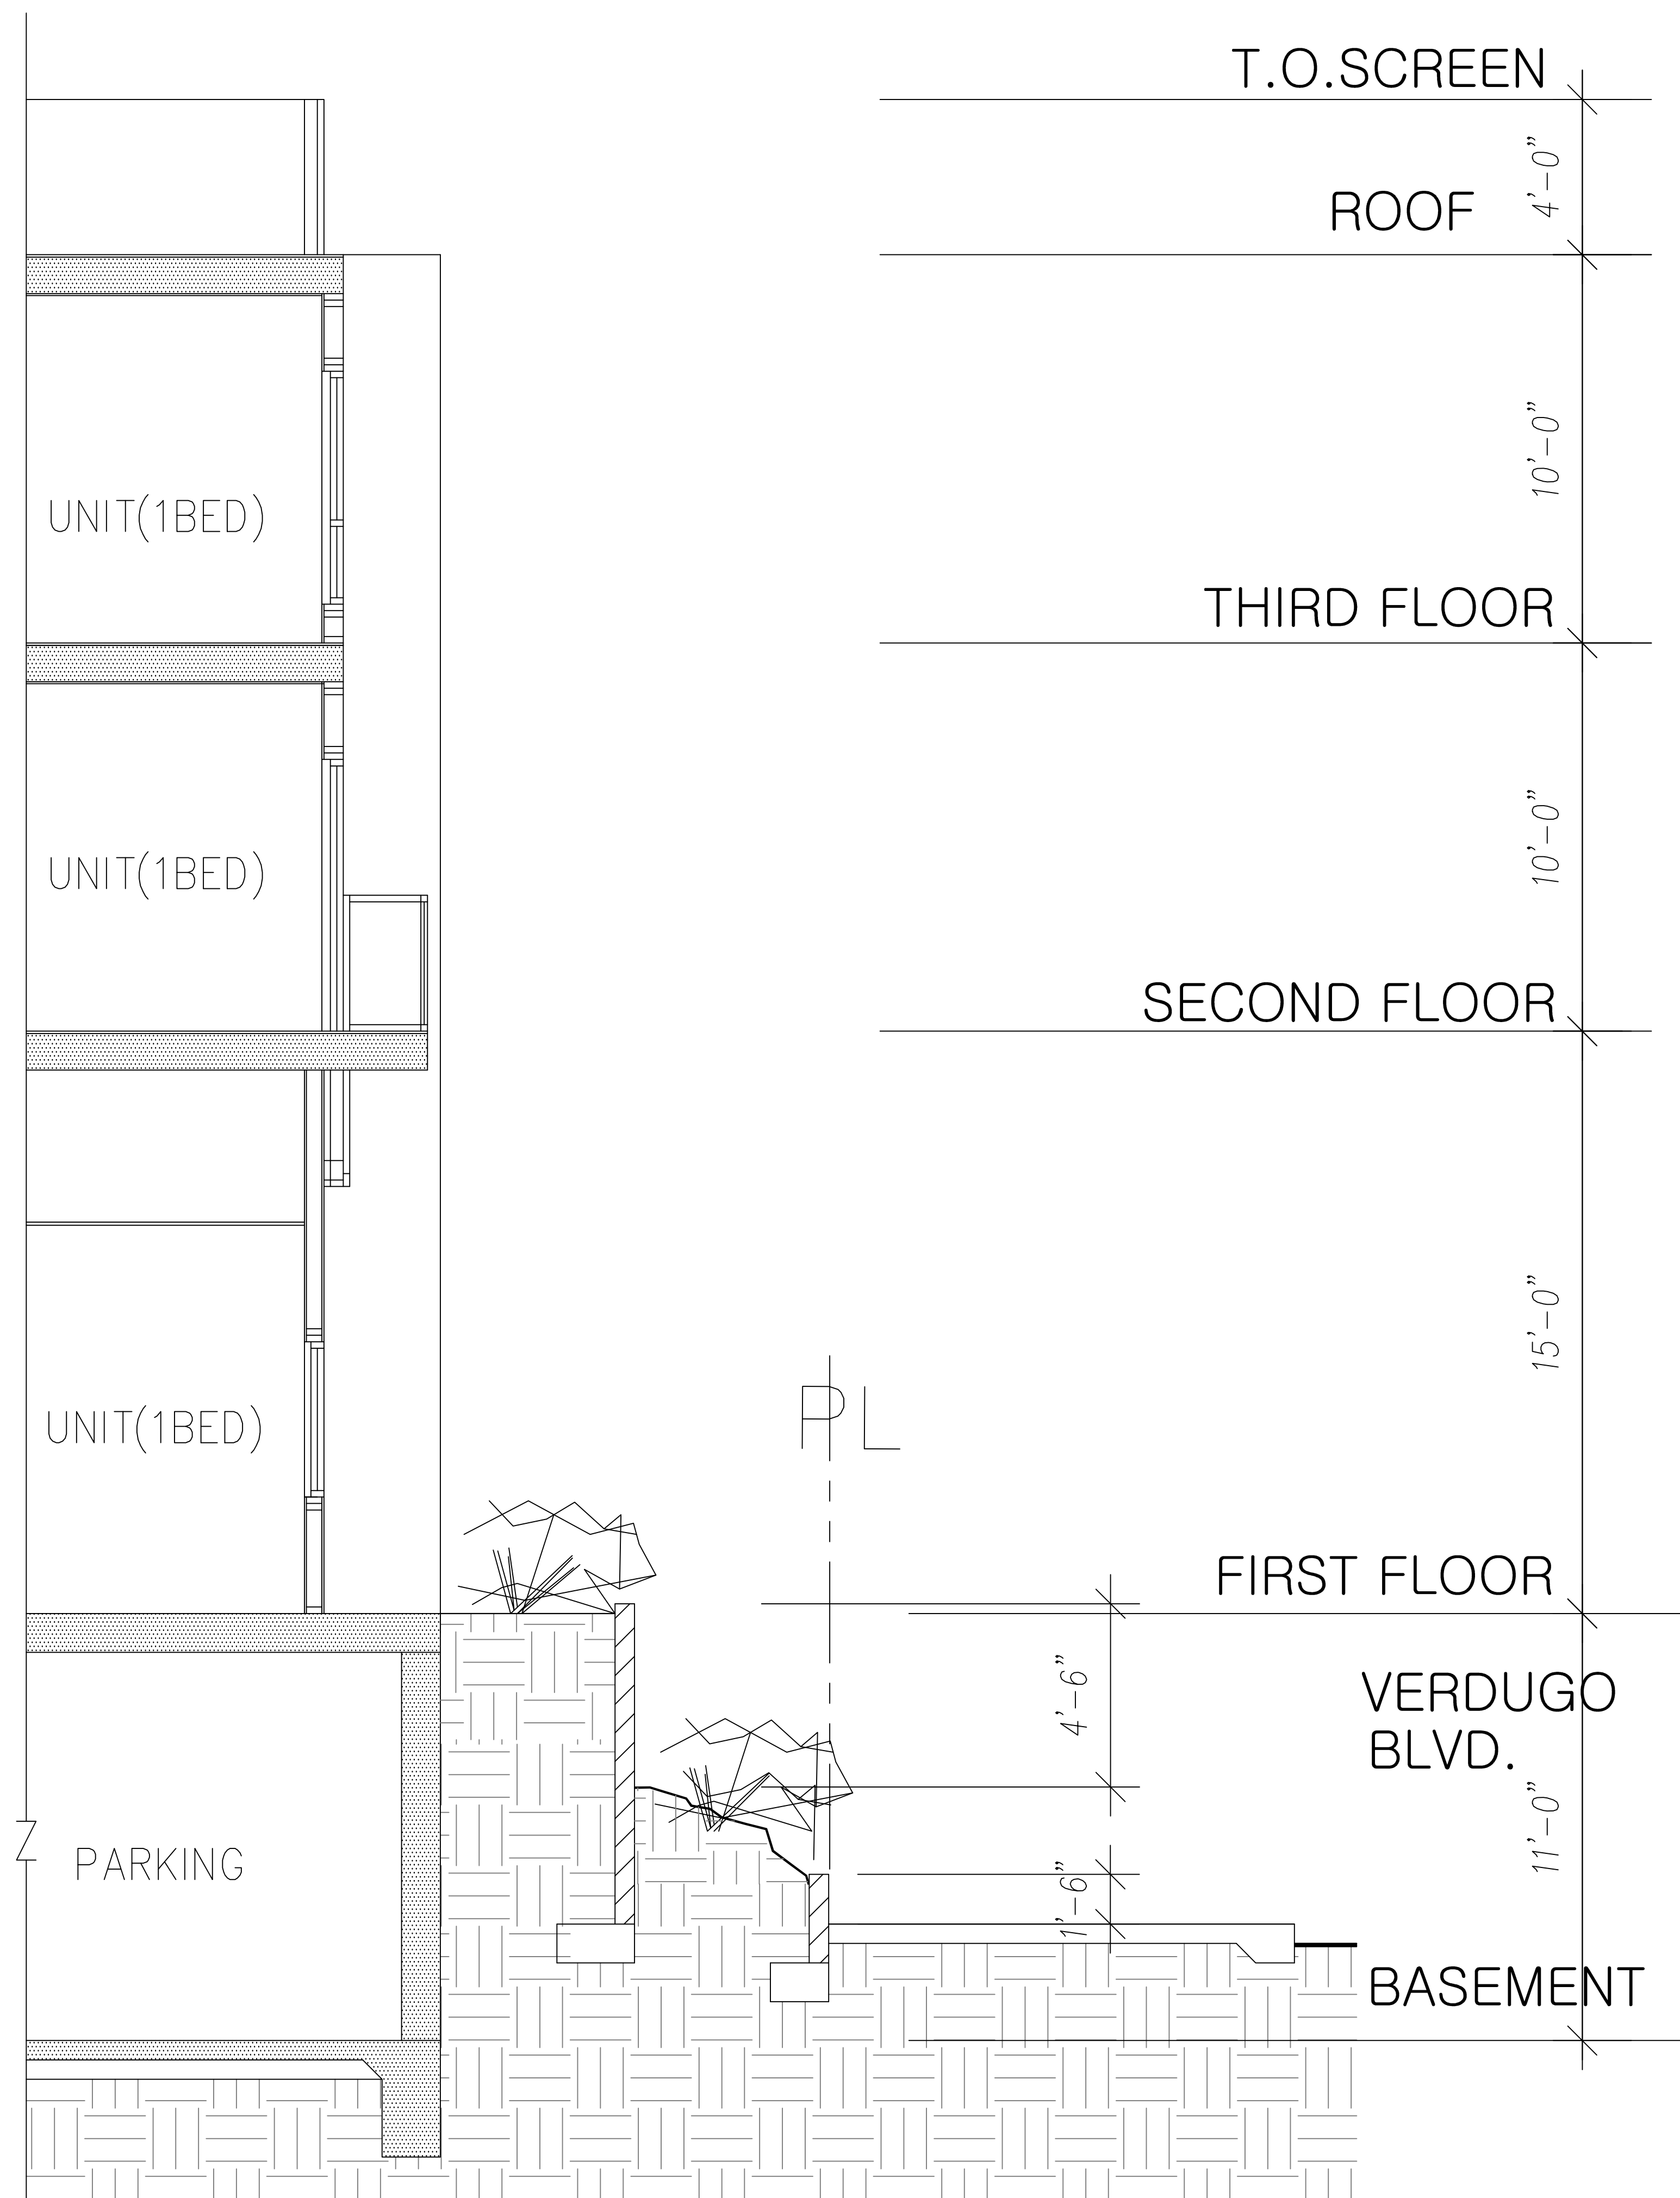 T.O.SCREEN
4'-0"
ROOF
10'-0"
UNIT(1BED)
THIRD FLOOR
10'-0"
UNIT(1BED)
SECOND FLOOR
15'-0"
PL
UNIT(1BED)
FIRST FLOOR
4'-6"
VERDUGO
BLVD.
11'-0"
PARKING
1'-6"
BASEMENT